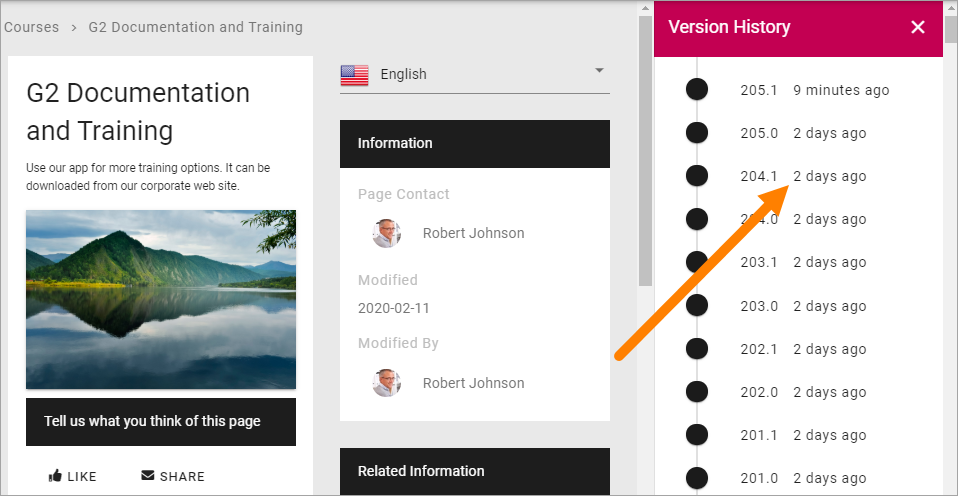 Courses > G2 Documentation and Training
G2 Documentation
and Training
Use our app for more training options. It can be
downloaded from our corporate web site.
Tell us what you think of this page
LIKE SHARE
English
Information
Page Contact
Robert Johnson
Modified
2020-02-11
Modified By
Robert Johnson
Related Information
Version History
205.1 9 minutes ago
205.0 2 days ago
204.1 2 days ago
204.0 2 days ago
203.1 2 days ago
203.0 2 days ago
202.1 2 days ago
202.0 2 days ago
201.1 2 days ago
201.0 2 days ago